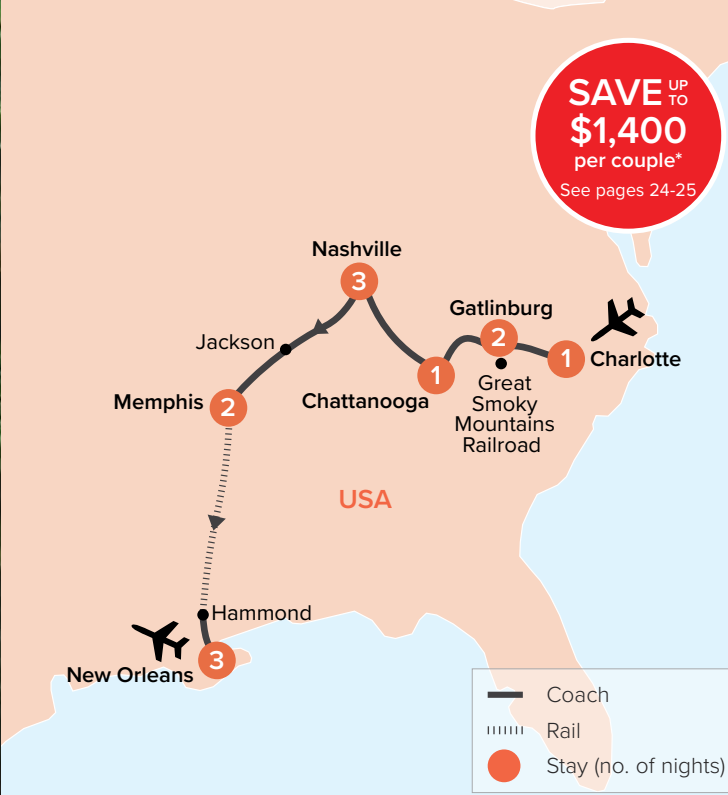 SAVE UP TO
$1,400
per couple*
See pages 24-25
Nashville
3
Gatlinburg
2
Jackson
1
Charlotte
1
Chattanooga
Great
Smoky
Mountains
Railroad
Memphis
2
USA
Hammond
3
New Orleans
Coach
Rail
Stay (no. of nights)